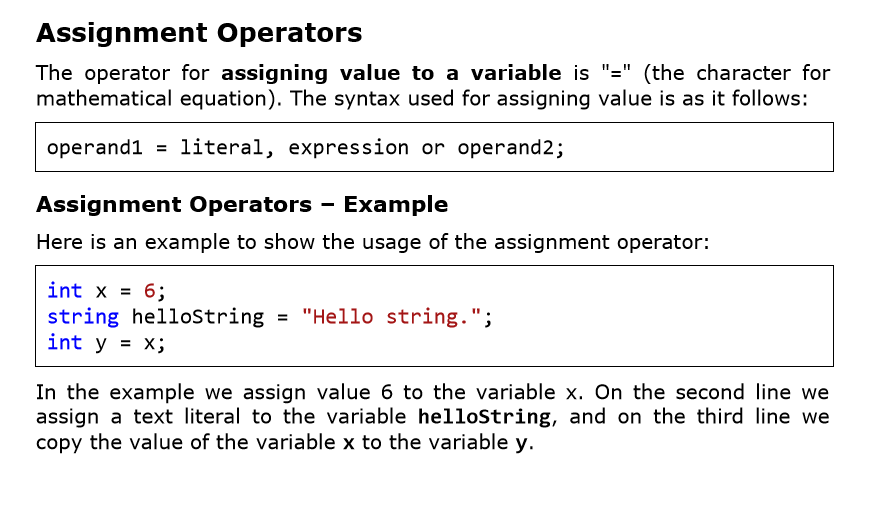 Assignment Operators
The operator for assigning value to a variable is "=" (the character for
mathematical equation). The syntax used for assigning value is as it follows:
operand1 = literal, expression or operand2;
Assignment Operators – Example
Here is an example to show the usage of the assignment operator:
int x = 6;
string helloString = "Hello string.";
int y = x;
In the example we assign value 6 to the variable x. On the second line we
assign a text literal to the variable helloString, and on the third line we
copy the value of the variable x to the variable y.